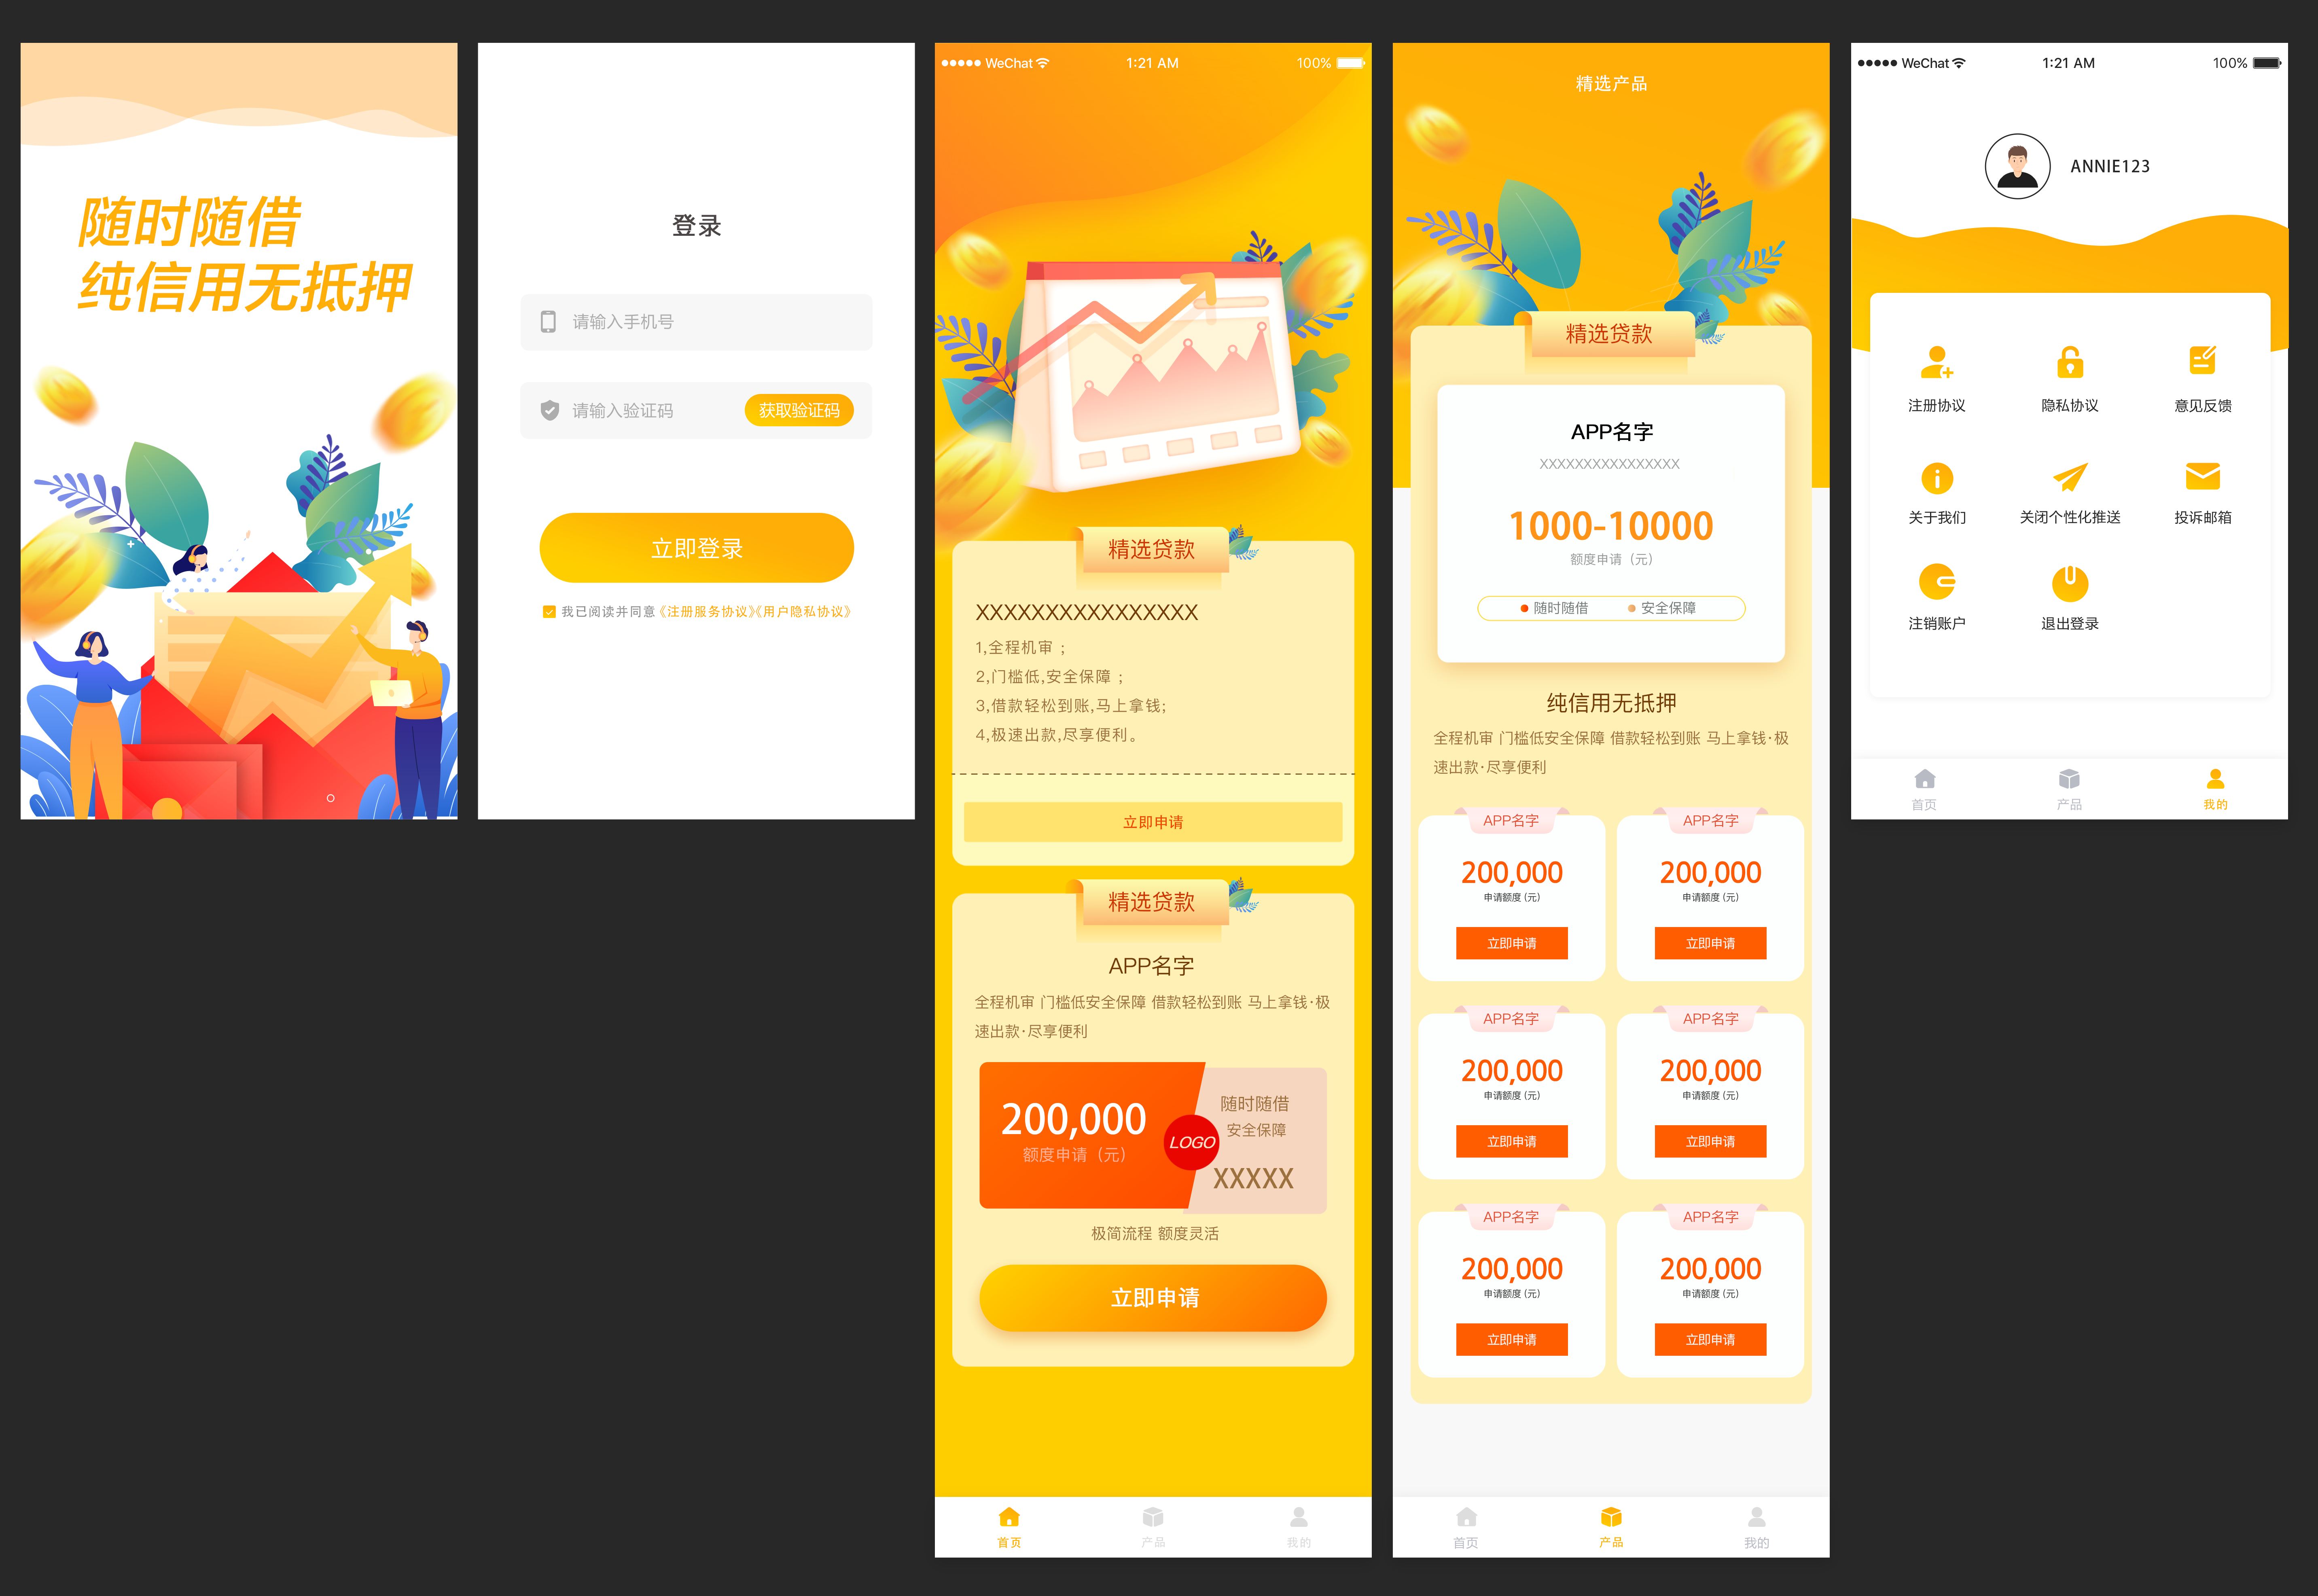 随时随借
纯信用无抵押
登录
请输入手机号
请输入验证码
获取验证码
立即登录
我已阅读并同意《注册服务协议》《用户隐私协议》
WeChat 1:21 AM 100%
精选贷款
XXXXXXXXXXXXXXXX
1,全程机审；
2,门槛低,安全保障；
3,借款轻松到账,马上拿钱;
4,极速出款,尽享便利。
立即申请
精选贷款
APP名字
全程机审 门槛低安全保障 借款轻松到账 马上拿钱·极
速出款·尽享便利
200,000
额度申请（元）
LOGO
随时随借
安全保障
XXXXX
极简流程 额度灵活
立即申请
首页 产品 我的
精选产品
精选贷款
APP名字
XXXXXXXXXXXXXXXX
1000-10000
额度申请（元）
随时随借 安全保障
纯信用无抵押
全程机审 门槛低安全保障 借款轻松到账 马上拿钱·极
速出款·尽享便利
APP名字 APP名字
200,000 200,000
申请额度 (元) 申请额度 (元)
立即申请 立即申请
APP名字 APP名字
200,000 200,000
申请额度 (元) 申请额度 (元)
立即申请 立即申请
APP名字 APP名字
200,000 200,000
申请额度 (元) 申请额度 (元)
立即申请 立即申请
首页 产品 我的
WeChat 1:21 AM 100%
ANNIE123
注册协议 隐私协议 意见反馈
关于我们 关闭个性化推送 投诉邮箱
注销账户 退出登录
首页 产品 我的